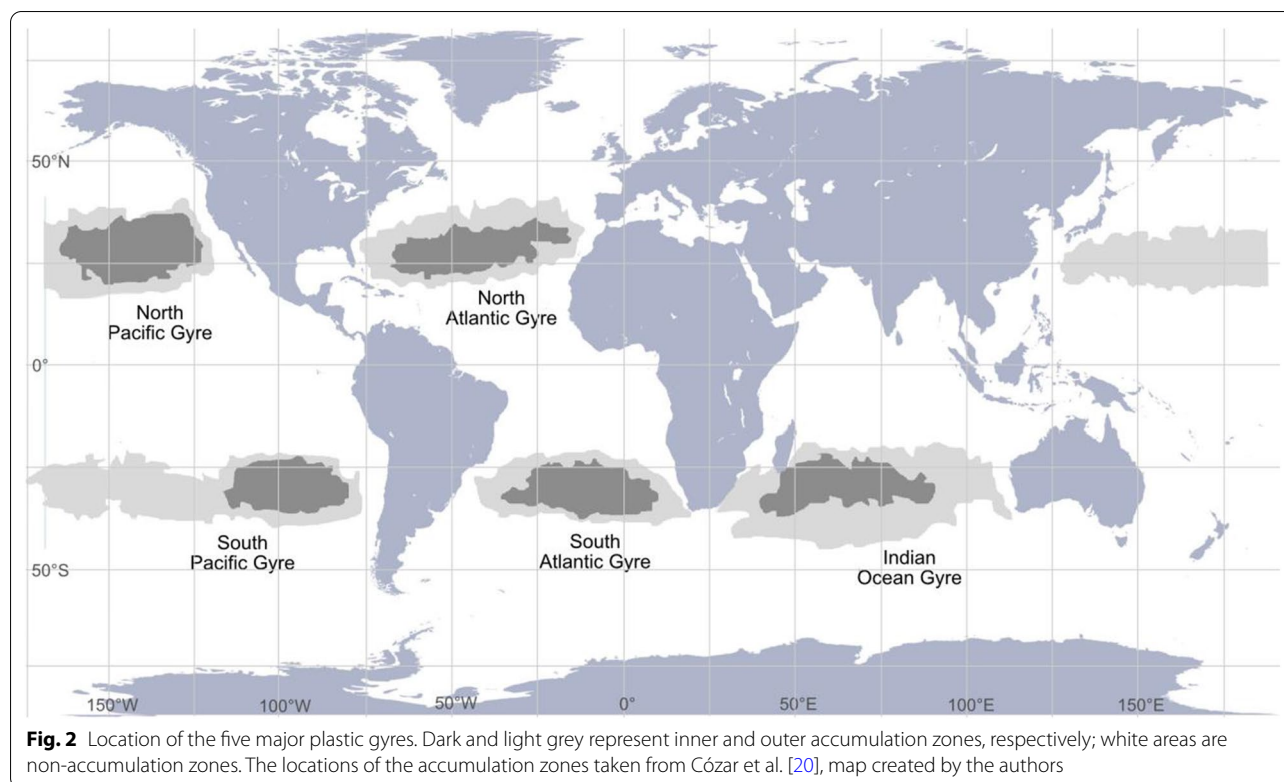 50°N
North
Pacific Gyre
North
Atlantic Gyre
0°
South
Pacific Gyre
South
Atlantic Gyre
Indian
Ocean Gyre
50°S
150°W 100°W 50°W 0° 50°E 100°E 150°E
Fig. 2 Location of the five major plastic gyres. Dark and light grey represent inner and outer accumulation zones, respectively; white areas are
non-accumulation zones. The locations of the accumulation zones taken from Cózar et al. [20], map created by the authors